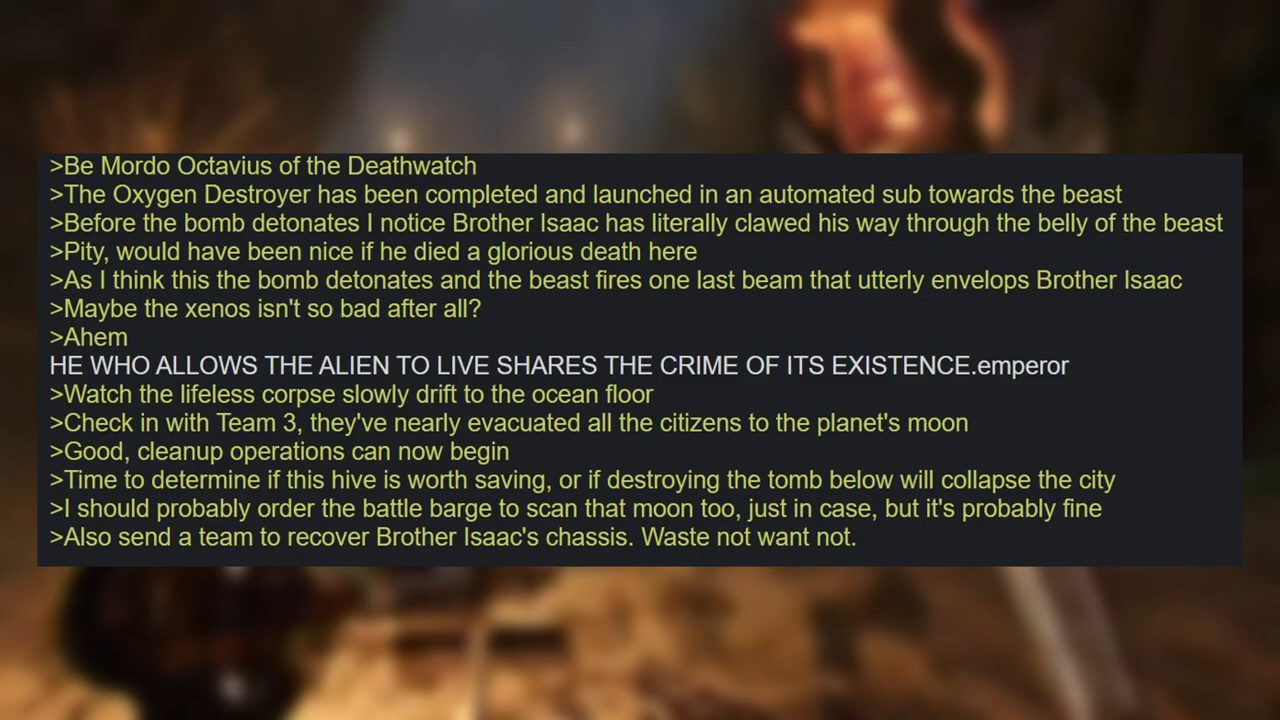 >Be Mordo Octavius of the Deathwatch
>The Oxygen Destroyer has been completed and launched in an automated sub towards the beast
>Before the bomb detonates I notice Brother Isaac has literally clawed his way through the belly of the beast
>Pity, would have been nice if he died a glorious death here
>As I think this the bomb detonates and the beast fires one last beam that utterly envelops Brother Isaac
>Maybe the xenos isn't so bad after all?
>Ahem
HE WHO ALLOWS THE ALIEN TO LIVE SHARES THE CRIME OF ITS EXISTENCE.emperor
>Watch the lifeless corpse slowly drift to the ocean floor
>Check in with Team 3, they've nearly evacuated all the citizens to the planet's moon
>Good, cleanup operations can now begin
>Time to determine if this hive is worth saving, or if destroying the tomb below will collapse the city
>I should probably order the battle barge to scan that moon too, just in case, but it's probably fine
>Also send a team to recover Brother Isaac's chassis. Waste not want not.